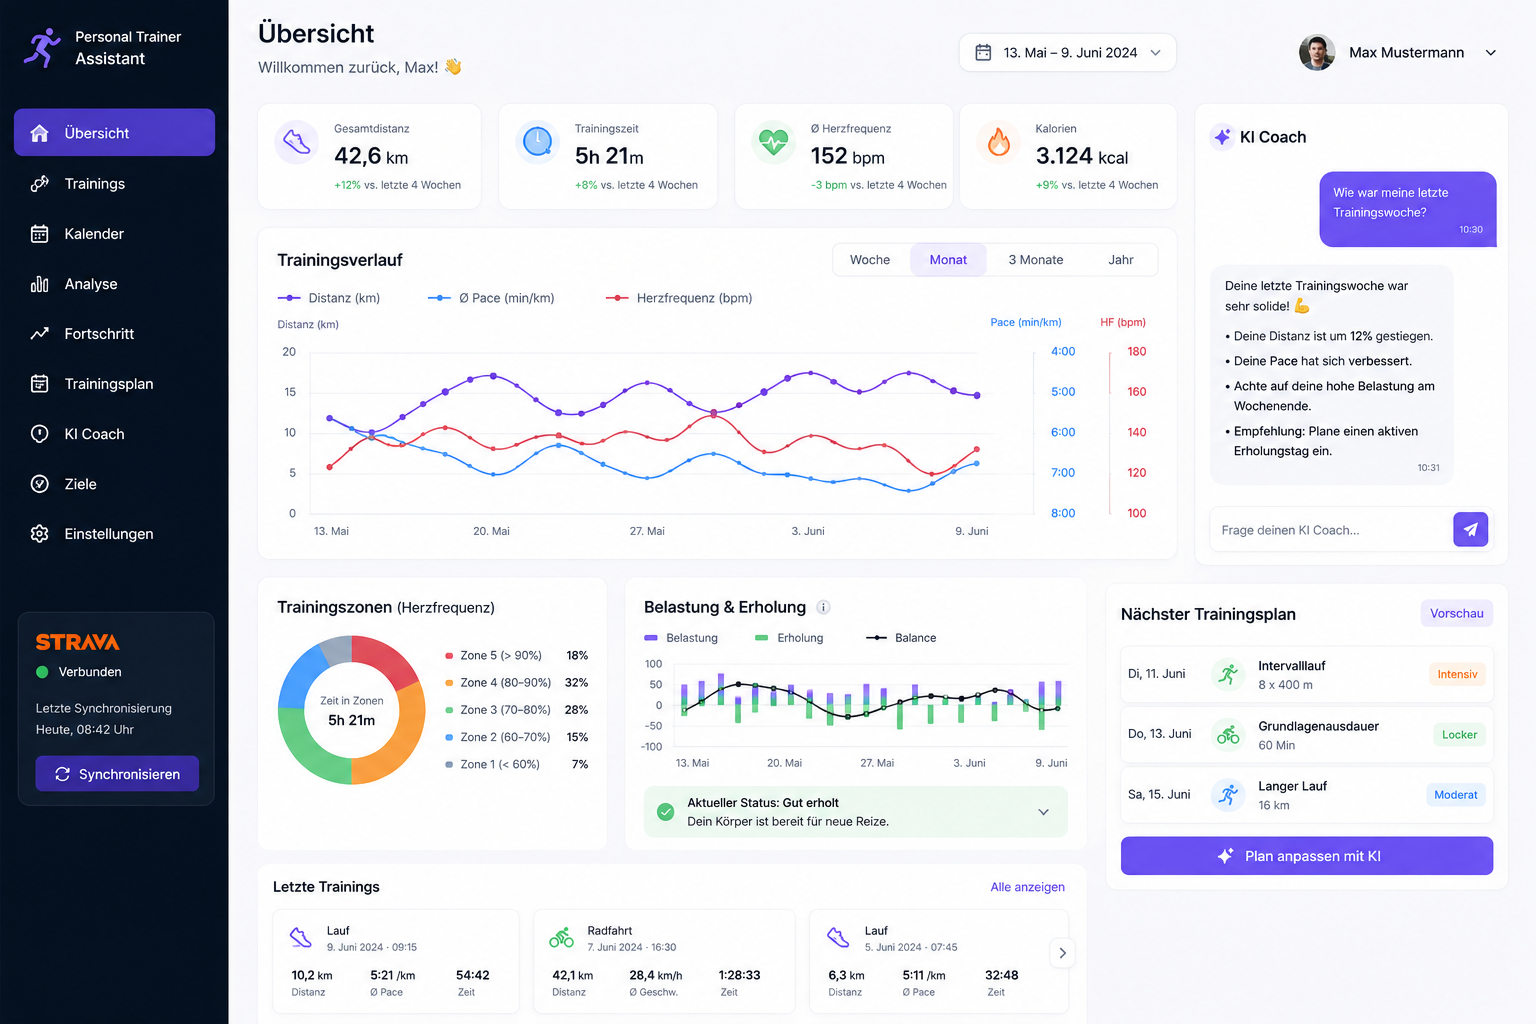 Personal Trainer
Assistant
Übersicht
Trainings
Kalender
Analyse
Fortschritt
Trainingsplan
KI Coach
Ziele
Einstellungen
STRAVA
Verbunden
Letzte Synchronisierung
Heute, 08:42 Uhr
Synchronisieren
Übersicht
Willkommen zurück, Max! 👋
13. Mai – 9. Juni 2024
Max Mustermann
Gesamtdistanz
42,6 km
+12% vs. letzte 4 Wochen
Trainingszeit
5h 21m
+8% vs. letzte 4 Wochen
Ø Herzfrequenz
152 bpm
-3 bpm vs. letzte 4 Wochen
Kalorien
3.124 kcal
+9% vs. letzte 4 Wochen
Trainingsverlauf
Woche Monat 3 Monate Jahr
Distanz (km) Ø Pace (min/km) Herzfrequenz (bpm)
Distanz (km) Pace (min/km) HF (bpm)
20 4:00 180
15 5:00 160
10 6:00 140
5 7:00 120
0 8:00 100
13. Mai 20. Mai 27. Mai 3. Juni 9. Juni
KI Coach
Wie war meine letzte
Trainingswoche?
10:30
Deine letzte Trainingswoche war
sehr solide! 💪
• Deine Distanz ist um 12% gestiegen.
• Deine Pace hat sich verbessert.
• Achte auf deine hohe Belastung am
Wochenende.
• Empfehlung: Plane einen aktiven
Erholungstag ein.
10:31
Frage deinen KI Coach...
Trainingszonen (Herzfrequenz)
Zeit in Zonen
5h 21m
Zone 5 (> 90%) 18%
Zone 4 (80–90%) 32%
Zone 3 (70–80%) 28%
Zone 2 (60–70%) 15%
Zone 1 (< 60%) 7%
Belastung & Erholung i
Belastung Erholung Balance
100
50
0
-50
-100
13. Mai 20. Mai 27. Mai 3. Juni 9. Juni
Aktueller Status: Gut erholt
Dein Körper ist bereit für neue Reize.
Nächster Trainingsplan
Vorschau
Di, 11. Juni
Intervalllauf
8 x 400 m
Intensiv
Do, 13. Juni
Grundlagenausdauer
60 Min
Locker
Sa, 15. Juni
Langer Lauf
16 km
Moderat
Plan anpassen mit KI
Letzte Trainings
Alle anzeigen
Lauf
9. Juni 2024 · 09:15
10,2 km 5:21 /km 54:42
Distanz Ø Pace Zeit
Radfahrt
7. Juni 2024 · 16:30
42,1 km 28,4 km/h 1:28:33
Distanz Ø Geschw. Zeit
Lauf
5. Juni 2024 · 07:45
6,3 km 5:11 /km 32:48
Distanz Ø Pace Zeit